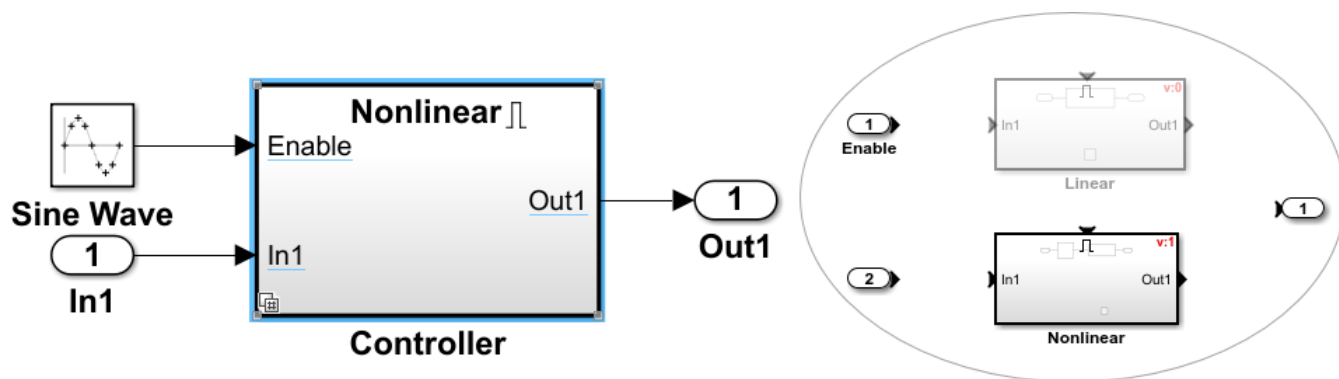 Nonlinear
Enable
Sine Wave
In1
Out1
1
In1
1
Out1
Controller
1
Enable
v:0
In1
Out1
Linear
1
2
v:1
In1
Out1
Nonlinear